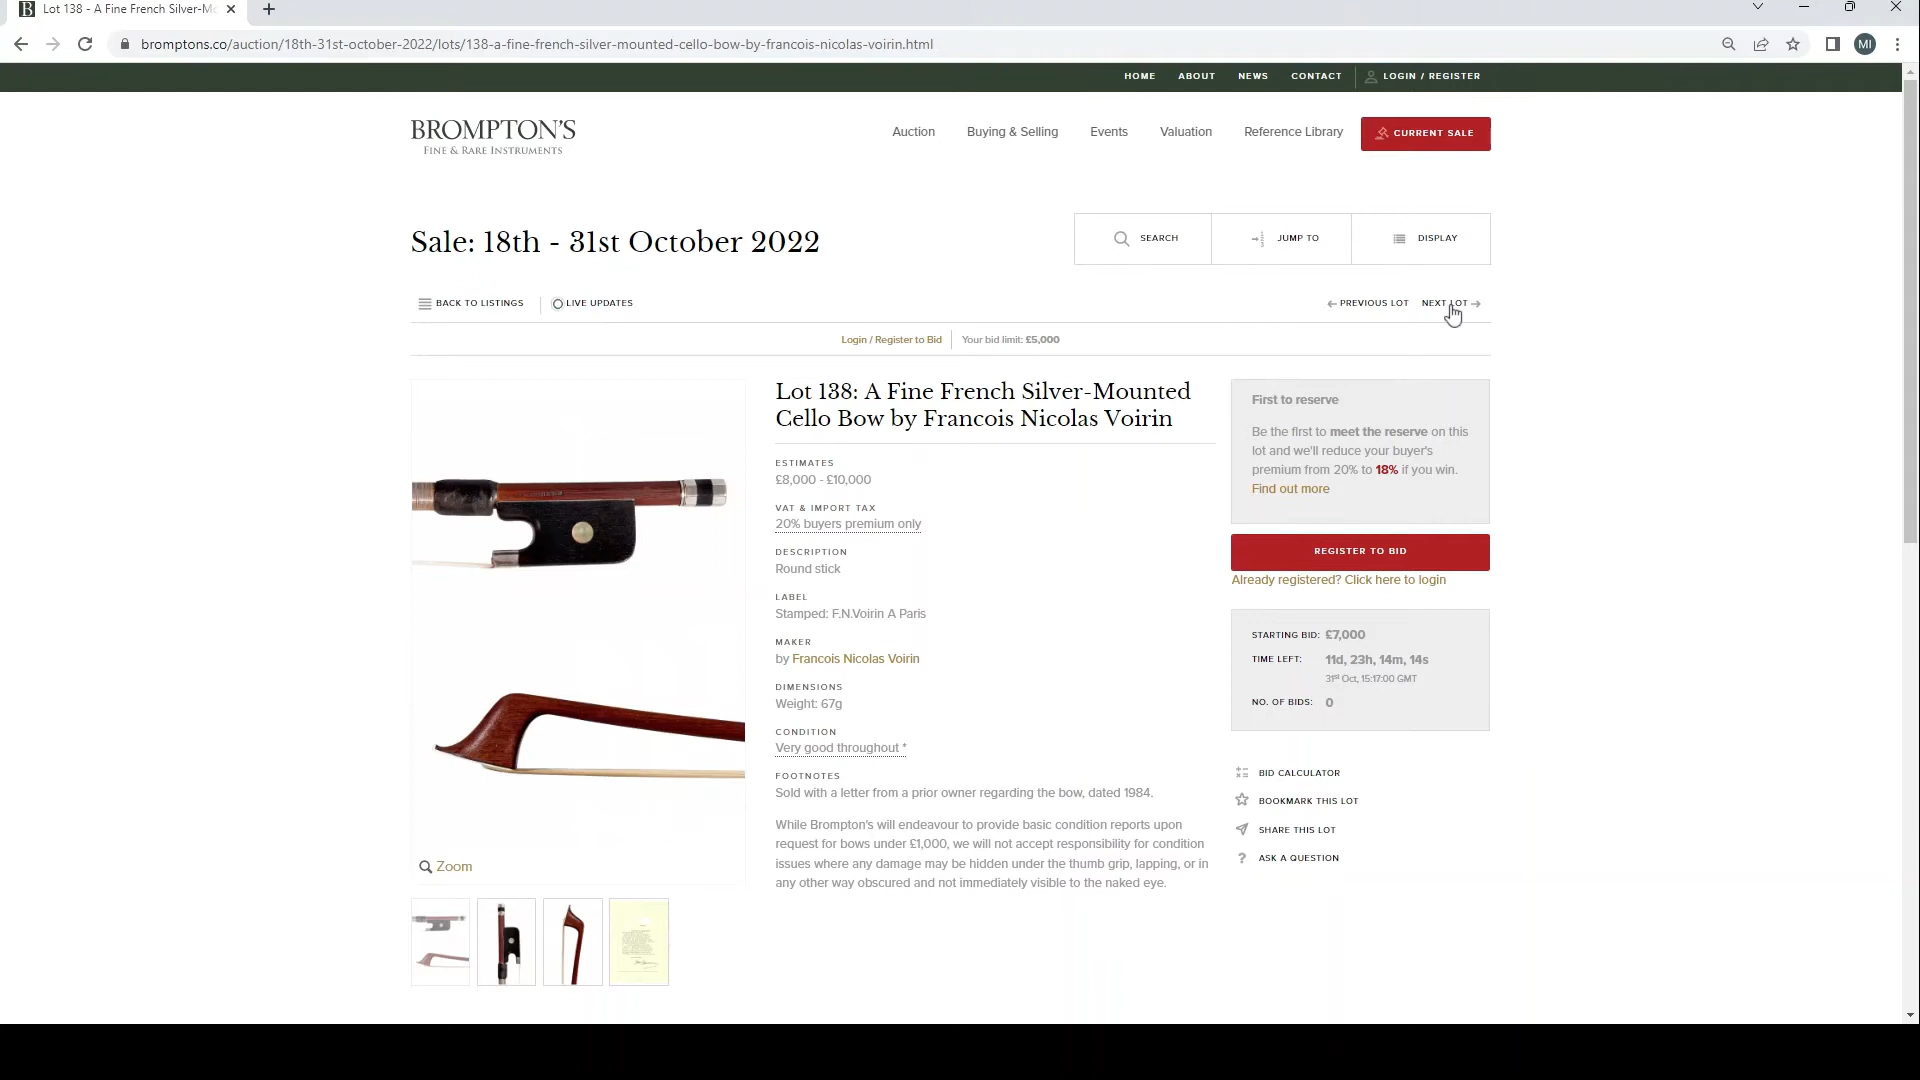 Lot 138 - A Fine French Silver-Mo
bromptons.co/auction/18th-31st-october-2022/lots/138-a-fine-french-silver-mounted-cello-bow-by-francois-nicolas-voirin.html
MI
HOME ABOUT NEWS CONTACT LOGIN / REGISTER
BROMPTON'S
FINE & RARE INSTRUMENTS
Auction Buying & Selling Events Valuation Reference Library CURRENT SALE
Sale: 18th - 31st October 2022
SEARCH JUMP TO DISPLAY
BACK TO LISTINGS LIVE UPDATES PREVIOUS LOT NEXT LOT
Login / Register to Bid Your bid limit: £5,000
Lot 138: A Fine French Silver-Mounted
Cello Bow by Francois Nicolas Voirin
ESTIMATES
£8,000 - £10,000
VAT & IMPORT TAX
20% buyers premium only
DESCRIPTION
Round stick
LABEL
Stamped: F.N.Voirin A Paris
MAKER
by Francois Nicolas Voirin
DIMENSIONS
Weight: 67g
CONDITION
Very good throughout *
FOOTNOTES
Sold with a letter from a prior owner regarding the bow, dated 1984.
While Brompton's will endeavour to provide basic condition reports upon
request for bows under £1,000, we will not accept responsibility for condition
issues where any damage may be hidden under the thumb grip, lapping, or in
any other way obscured and not immediately visible to the naked eye.
First to reserve
Be the first to meet the reserve on this
lot and we'll reduce your buyer's
premium from 20% to 18% if you win.
Find out more
REGISTER TO BID
Already registered? Click here to login
STARTING BID: £7,000
TIME LEFT: 11d, 23h, 14m, 14s
31st Oct, 15:17:00 GMT
NO. OF BIDS: 0
BID CALCULATOR
BOOKMARK THIS LOT
SHARE THIS LOT
ASK A QUESTION
Zoom